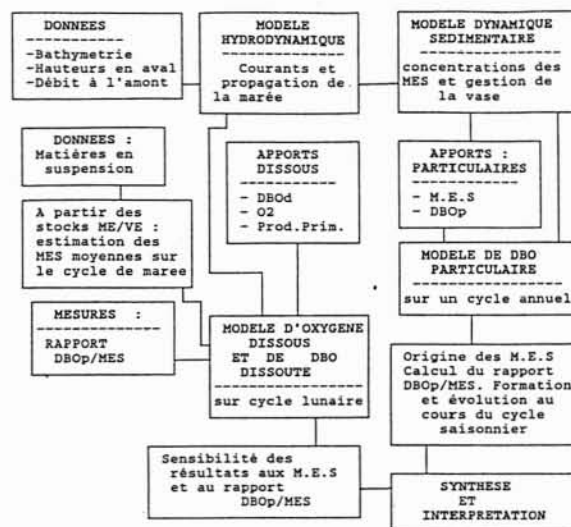 DONNEES
-Bathymetrie
-Hauteurs en aval
-Débit à l'amont
MODELE
HYDRODYNAMIQUE
Courants et
propagation de
la marée
MODELE DYNAMIQUE
SEDIMENTAIRE
concentrations des
MES et gestion de
la vase
DONNEES :
Matières en
suspension
APPORTS
DISSOUS
- DBOd
- O2
- Prod.Prim.
APPORTS :
PARTICULAIRES
- M.E.S
- DBOp
A partir des
stocks ME/VE :
estimation des
MES moyennes sur
le cycle de maree
MODELE DE DBO
PARTICULAIRE
sur un cycle annuel
MESURES :
RAPPORT
DBOp/MES
MODELE D'OXYGENE
DISSOUS
ET DE DBO
DISSOUTE
sur cycle lunaire
Origine des M.E.S
Calcul du rapport
DBOp/MES. Formation
et évolution au
cours du cycle
saisonnier
Sensibilité des
résultats aux M.E.S
et au rapport
DBOp/MES
SYNTHESE
ET
INTERPRETATION